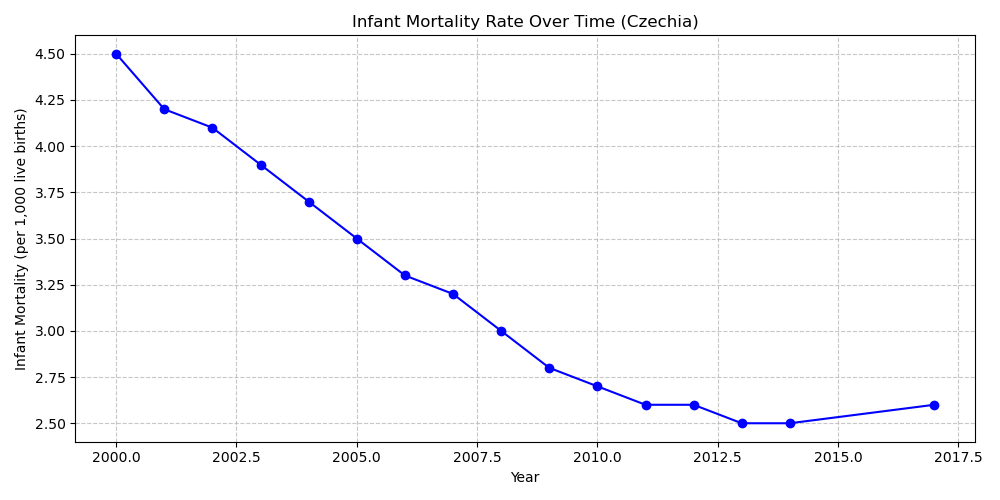 Infant Mortality Rate Over Time (Czechia)
Infant Mortality (per 1,000 live births)
4.50
4.25
4.00
3.75
3.50
3.25
3.00
2.75
2.50
2000.0 2002.5 2005.0 2007.5 2010.0 2012.5 2015.0 2017.5
Year